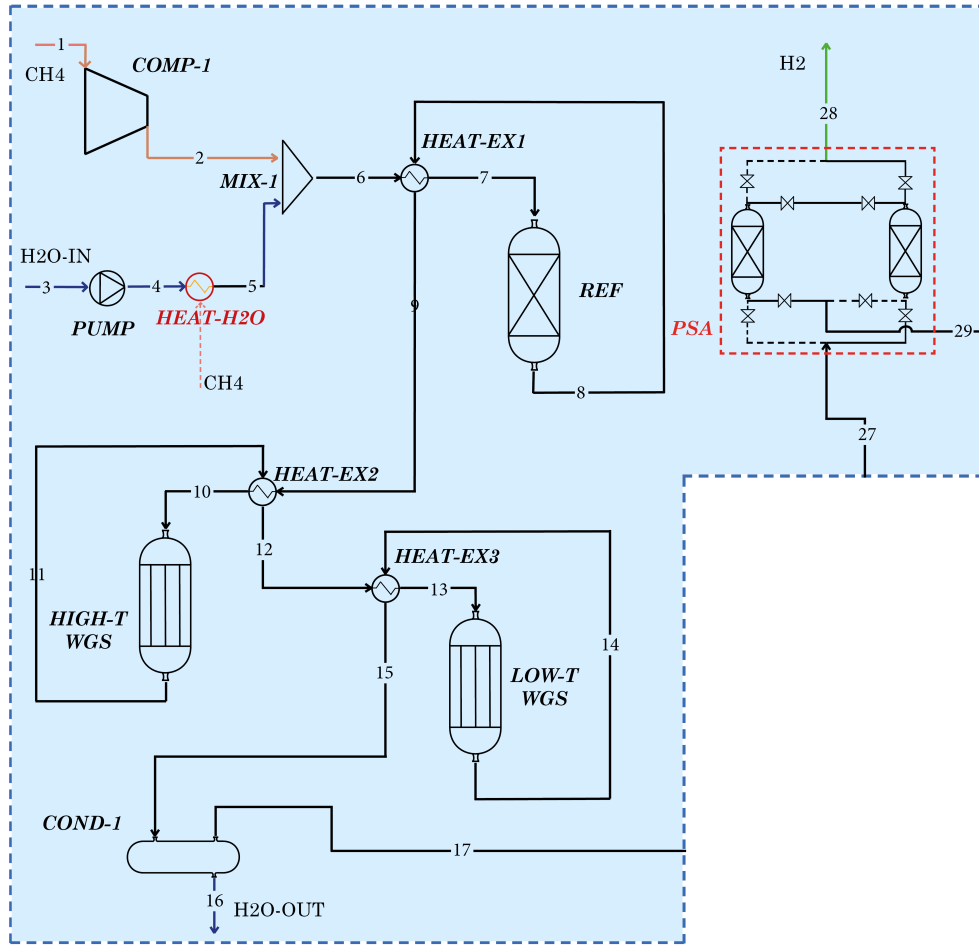 1
CH4
COMP-1
2
MIX-1
H2O-IN
3
PUMP
4
HEAT-H2O
5
CH4
6
HEAT-EX1
7
REF
8
9
H2
28
PSA
29
27
HEAT-EX2
10
11
12
HIGH-T
WGS
HEAT-EX3
13
14
15
LOW-T
WGS
COND-1
16
H2O-OUT
17